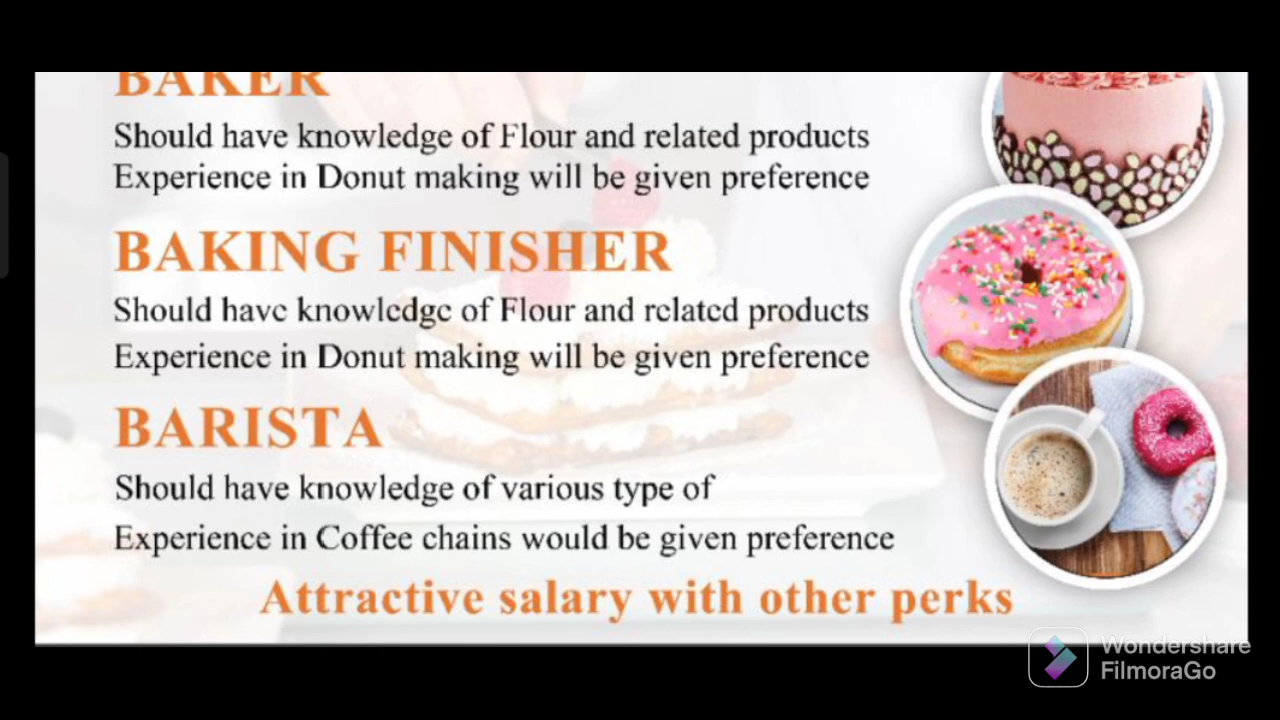 BAKER
Should have knowledge of Flour and related products
Experience in Donut making will be given preference
BAKING FINISHER
Should have knowledge of Flour and related products
Experience in Donut making will be given preference
BARISTA
Should have knowledge of various type of
Experience in Coffee chains would be given preference
Attractive salary with other perks
Wondershare
FilmoraGo